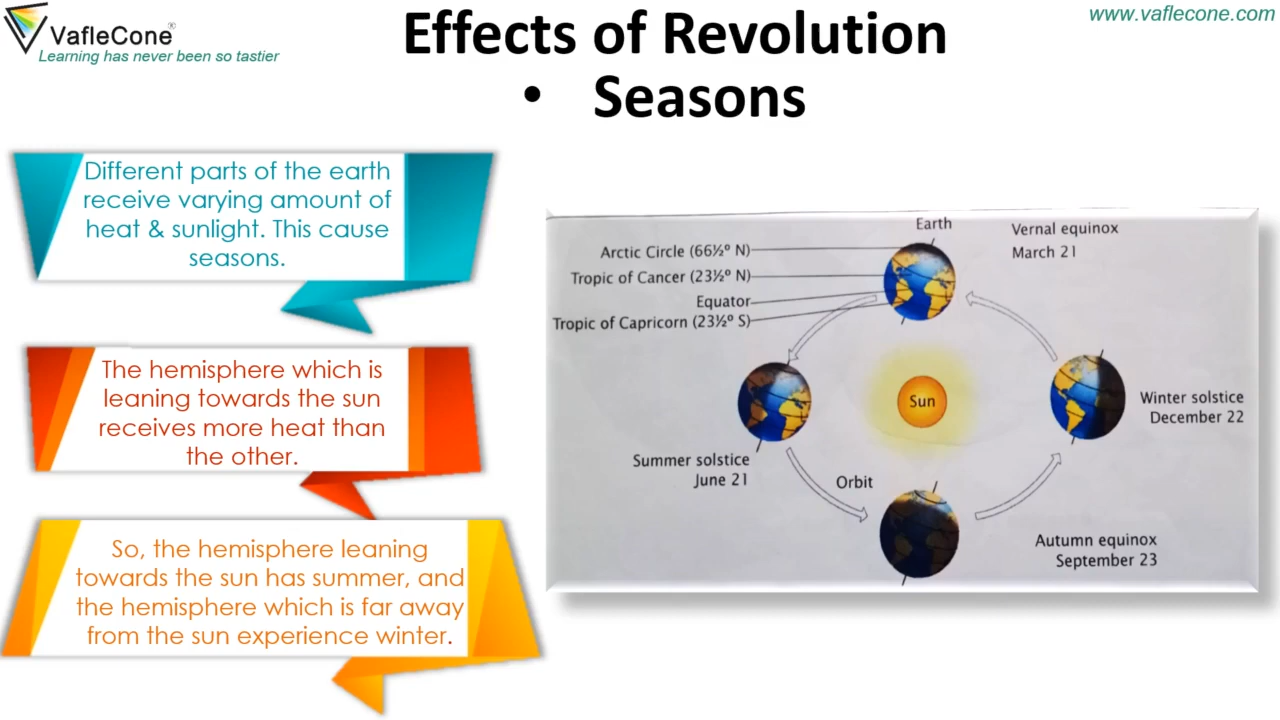 VafleCone®
Learning has never been so tastier
www.vaflecone.com
Effects of Revolution
• Seasons
Different parts of the earth
receive varying amount of
heat & sunlight. This cause
seasons.
The hemisphere which is
leaning towards the sun
receives more heat than
the other.
So, the hemisphere leaning
towards the sun has summer, and
the hemisphere which is far away
from the sun experience winter.
Earth
Vernal equinox
March 21
Arctic Circle (66½º N)
Tropic of Cancer (23½º N)
Equator
Tropic of Capricorn (23½º S)
Sun
Winter solstice
December 22
Summer solstice
June 21
Orbit
Autumn equinox
September 23